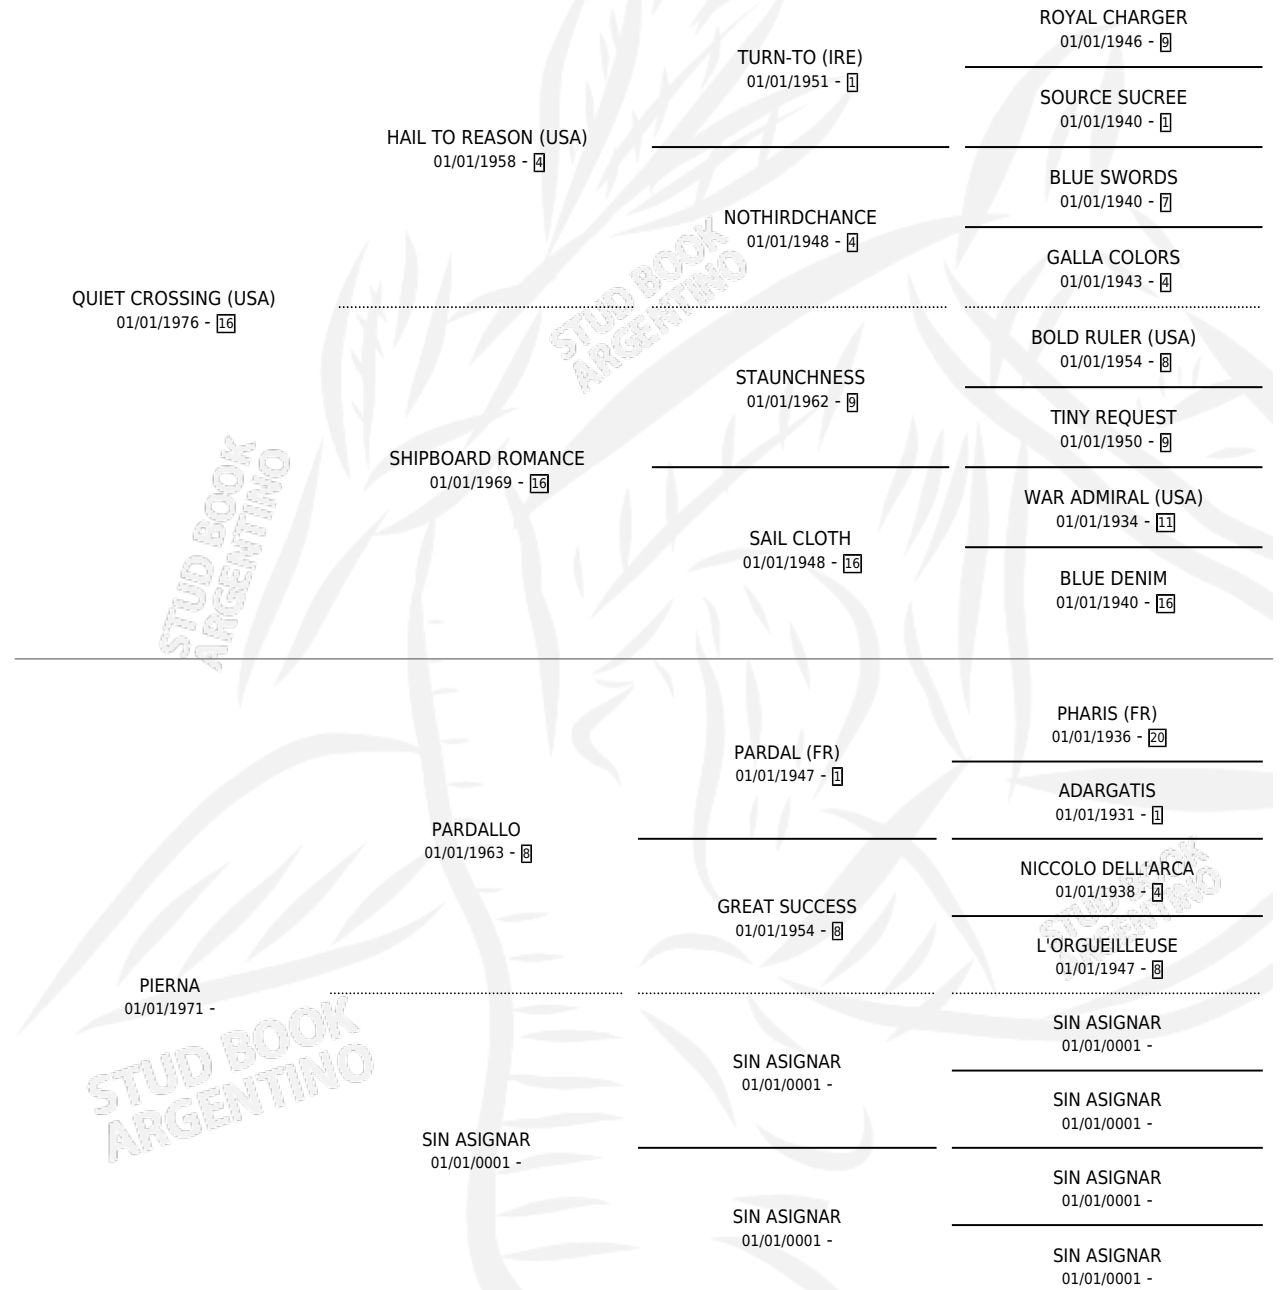 ROYAL CHARGER
01/01/1946 - 9
TURN-TO (IRE)
01/01/1951 - 1
SOURCE SUCREE
01/01/1940 - 1
HAIL TO REASON (USA)
01/01/1958 - 4
BLUE SWORDS
01/01/1940 - 7
NOTHIRDCHANCE
01/01/1948 - 4
GALLA COLORS
01/01/1943 - 4
QUIET CROSSING (USA)
01/01/1976 - 16
BOLD RULER (USA)
01/01/1954 - 8
STAUNCHNESS
01/01/1962 - 9
TINY REQUEST
01/01/1950 - 9
SHIPBOARD ROMANCE
01/01/1969 - 16
WAR ADMIRAL (USA)
01/01/1934 - 11
SAIL CLOTH
01/01/1948 - 16
BLUE DENIM
01/01/1940 - 16
STUD BOOK
ARGENTINO
STUD BOOK
ARGENTINO
PHARIS (FR)
01/01/1936 - 20
PARDAL (FR)
01/01/1947 - 1
ADARGATIS
01/01/1931 - 1
PARDALLO
01/01/1963 - 8
NICCOLO DELL'ARCA
01/01/1938 - 4
GREAT SUCCESS
01/01/1954 - 8
L'ORGUEILLEUSE
01/01/1947 - 8
PIERNA
01/01/1971 -
SIN ASIGNAR
01/01/0001 -
SIN ASIGNAR
01/01/0001 -
SIN ASIGNAR
01/01/0001 -
SIN ASIGNAR
01/01/0001 -
SIN ASIGNAR
01/01/0001 -
SIN ASIGNAR
01/01/0001 -
SIN ASIGNAR
01/01/0001 -
STUD BOOK
ARGENTINO
STUD BOOK
ARGENTINO